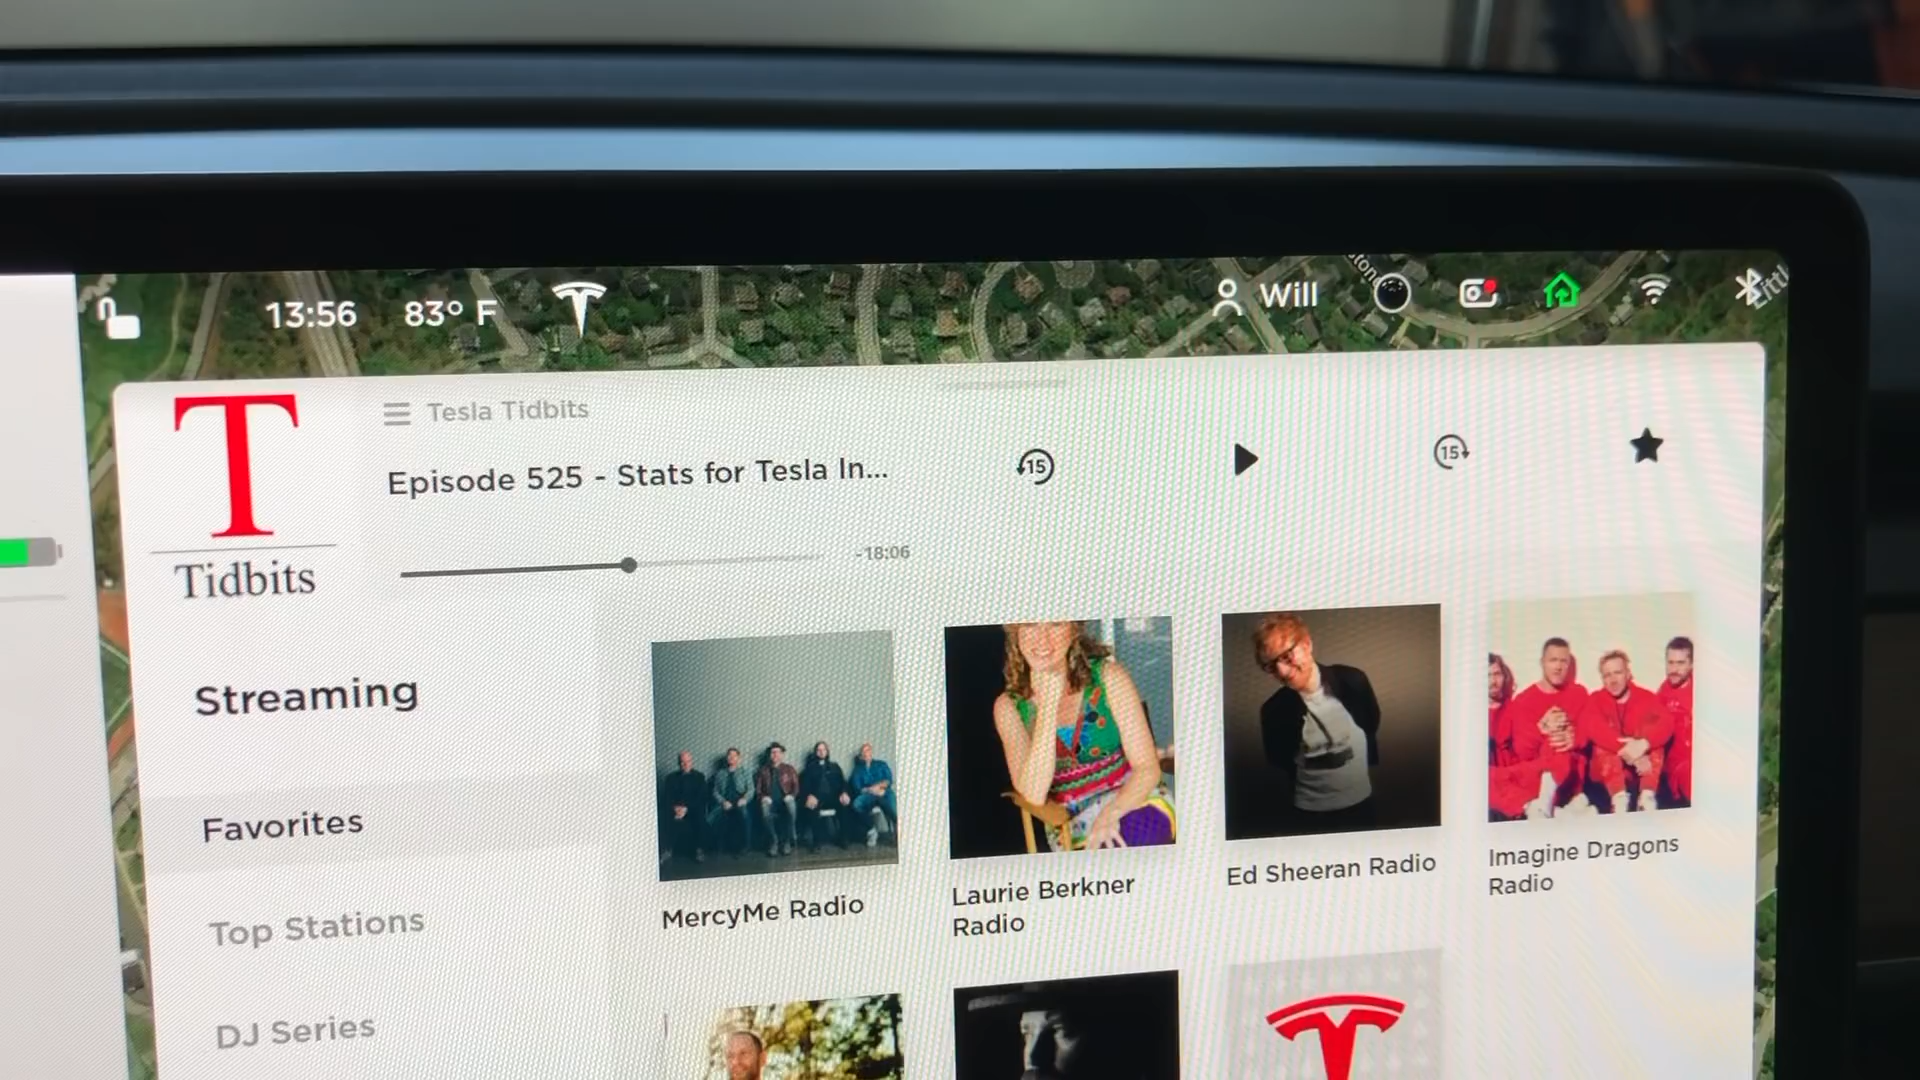 13:56 83° F
Will
Tesla Tidbits
Episode 525 - Stats for Tesla In...
15
15
-18:06
T
Tidbits
Streaming
Favorites
Top Stations
DJ Series
MercyMe Radio
Laurie Berkner
Radio
Ed Sheeran Radio
Imagine Dragons
Radio